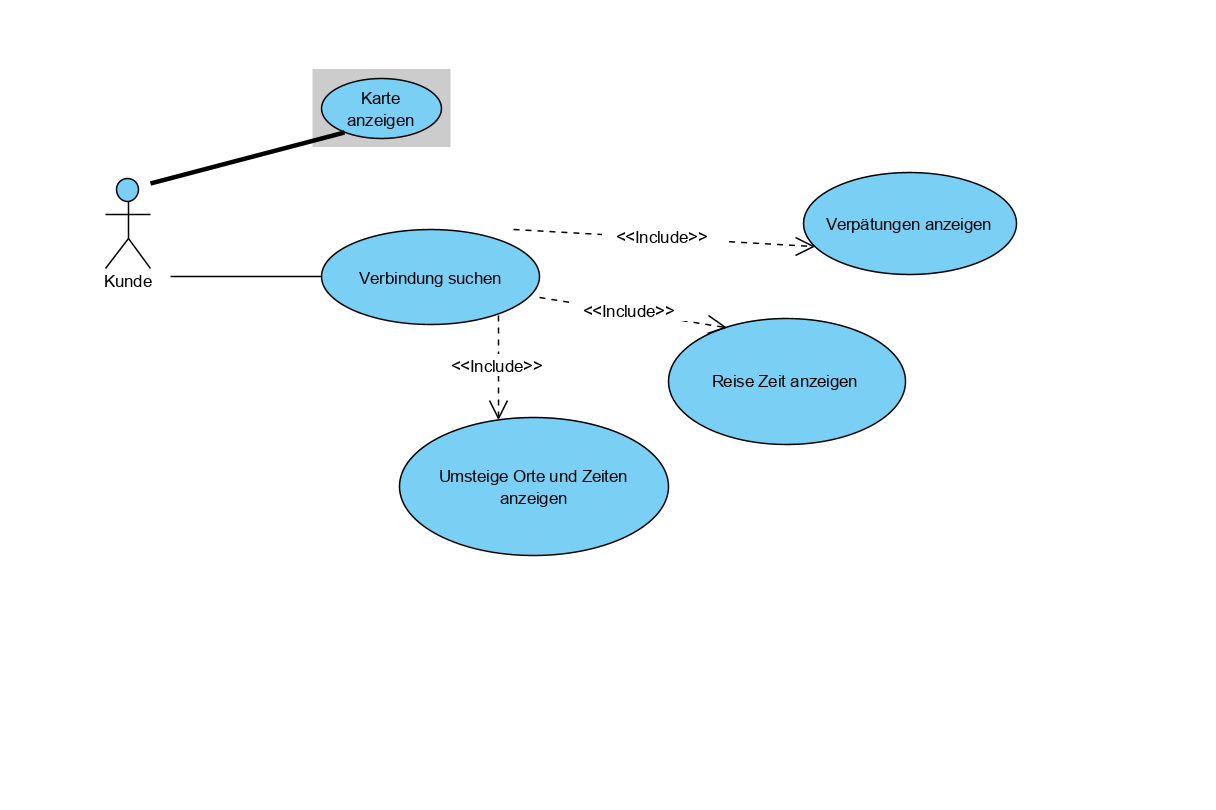 Karte
anzeigen
Kunde
Verbindung suchen
<<Include>>
Verpätungen anzeigen
<<Include>>
Reise Zeit anzeigen
<<Include>>
Umsteige Orte und Zeiten
anzeigen